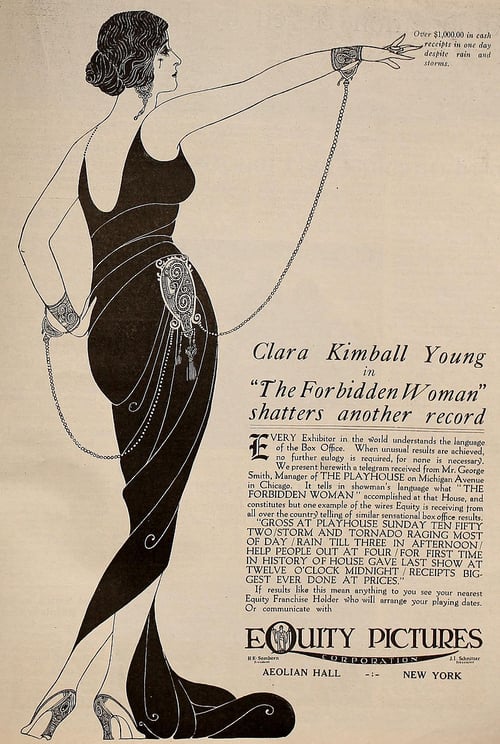 Over $1,000.00 in cash
receipts in one day
despite rain and
storms.
Clara Kimball Young
in
"The Forbidden Woman"
shatters another record
EVERY Exhibitor in the world understands the language
of the Box Office. When unusual results are achieved,
no further eulogy is required, for none is necessary.
We present herewith a telegram received from Mr. George
Smith, Manager of THE PLAYHOUSE on Michigan Avenue
in Chicago. It tells in showman's language what "THE
FORBIDDEN WOMAN" accomplished at that House, and
constitutes but one example of the wires Equity is receiving from
all over the country telling of similar sensational box office results.
"GROSS AT PLAYHOUSE SUNDAY TEN FIFTY
TWO/STORM AND TORNADO RAGING MOST
OF DAY/RAIN TILL THREE IN AFTERNOON/
HELP PEOPLE OUT AT FOUR/FOR FIRST TIME
IN HISTORY OF HOUSE GAVE LAST SHOW AT
TWELVE O'CLOCK MIDNIGHT/RECEIPTS BIG-
GEST EVER DONE AT PRICES."
If results like this mean anything to you see your nearest
Equity Franchise Holder who will arrange your playing dates.
Or communicate with
EQUITY PICTURES
CORPORATION
AEOLIAN HALL -:- NEW YORK